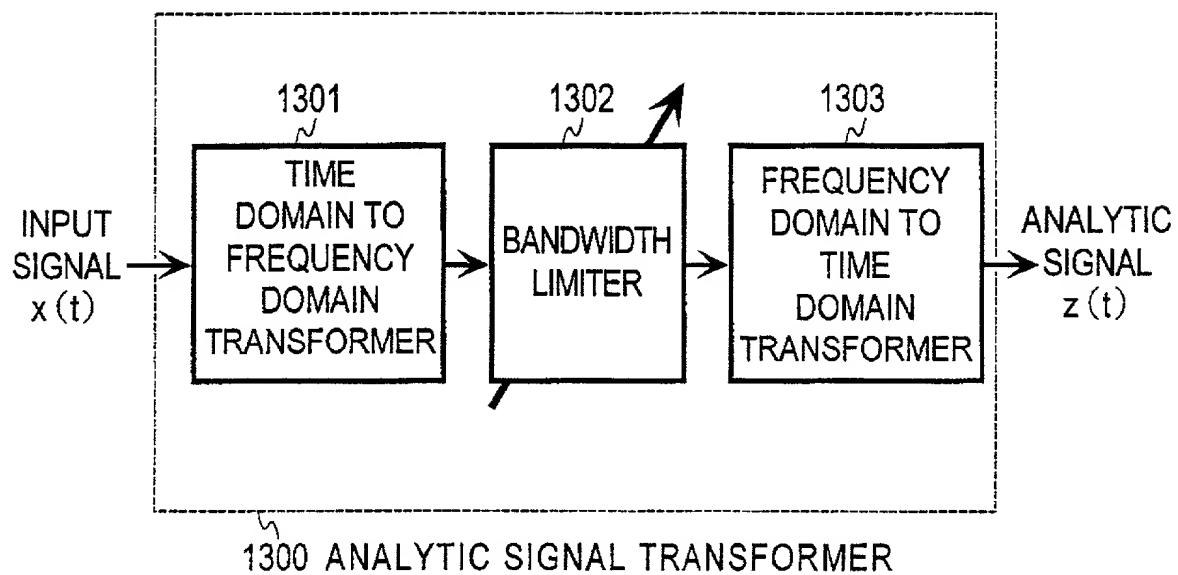 1301
1302
1303
INPUT
SIGNAL
x(t)
TIME
DOMAIN TO
FREQUENCY
DOMAIN
TRANSFORMER
BANDWIDTH
LIMITER
FREQUENCY
DOMAIN TO
TIME
DOMAIN
TRANSFORMER
ANALYTIC
SIGNAL
z(t)
1300 ANALYTIC SIGNAL TRANSFORMER